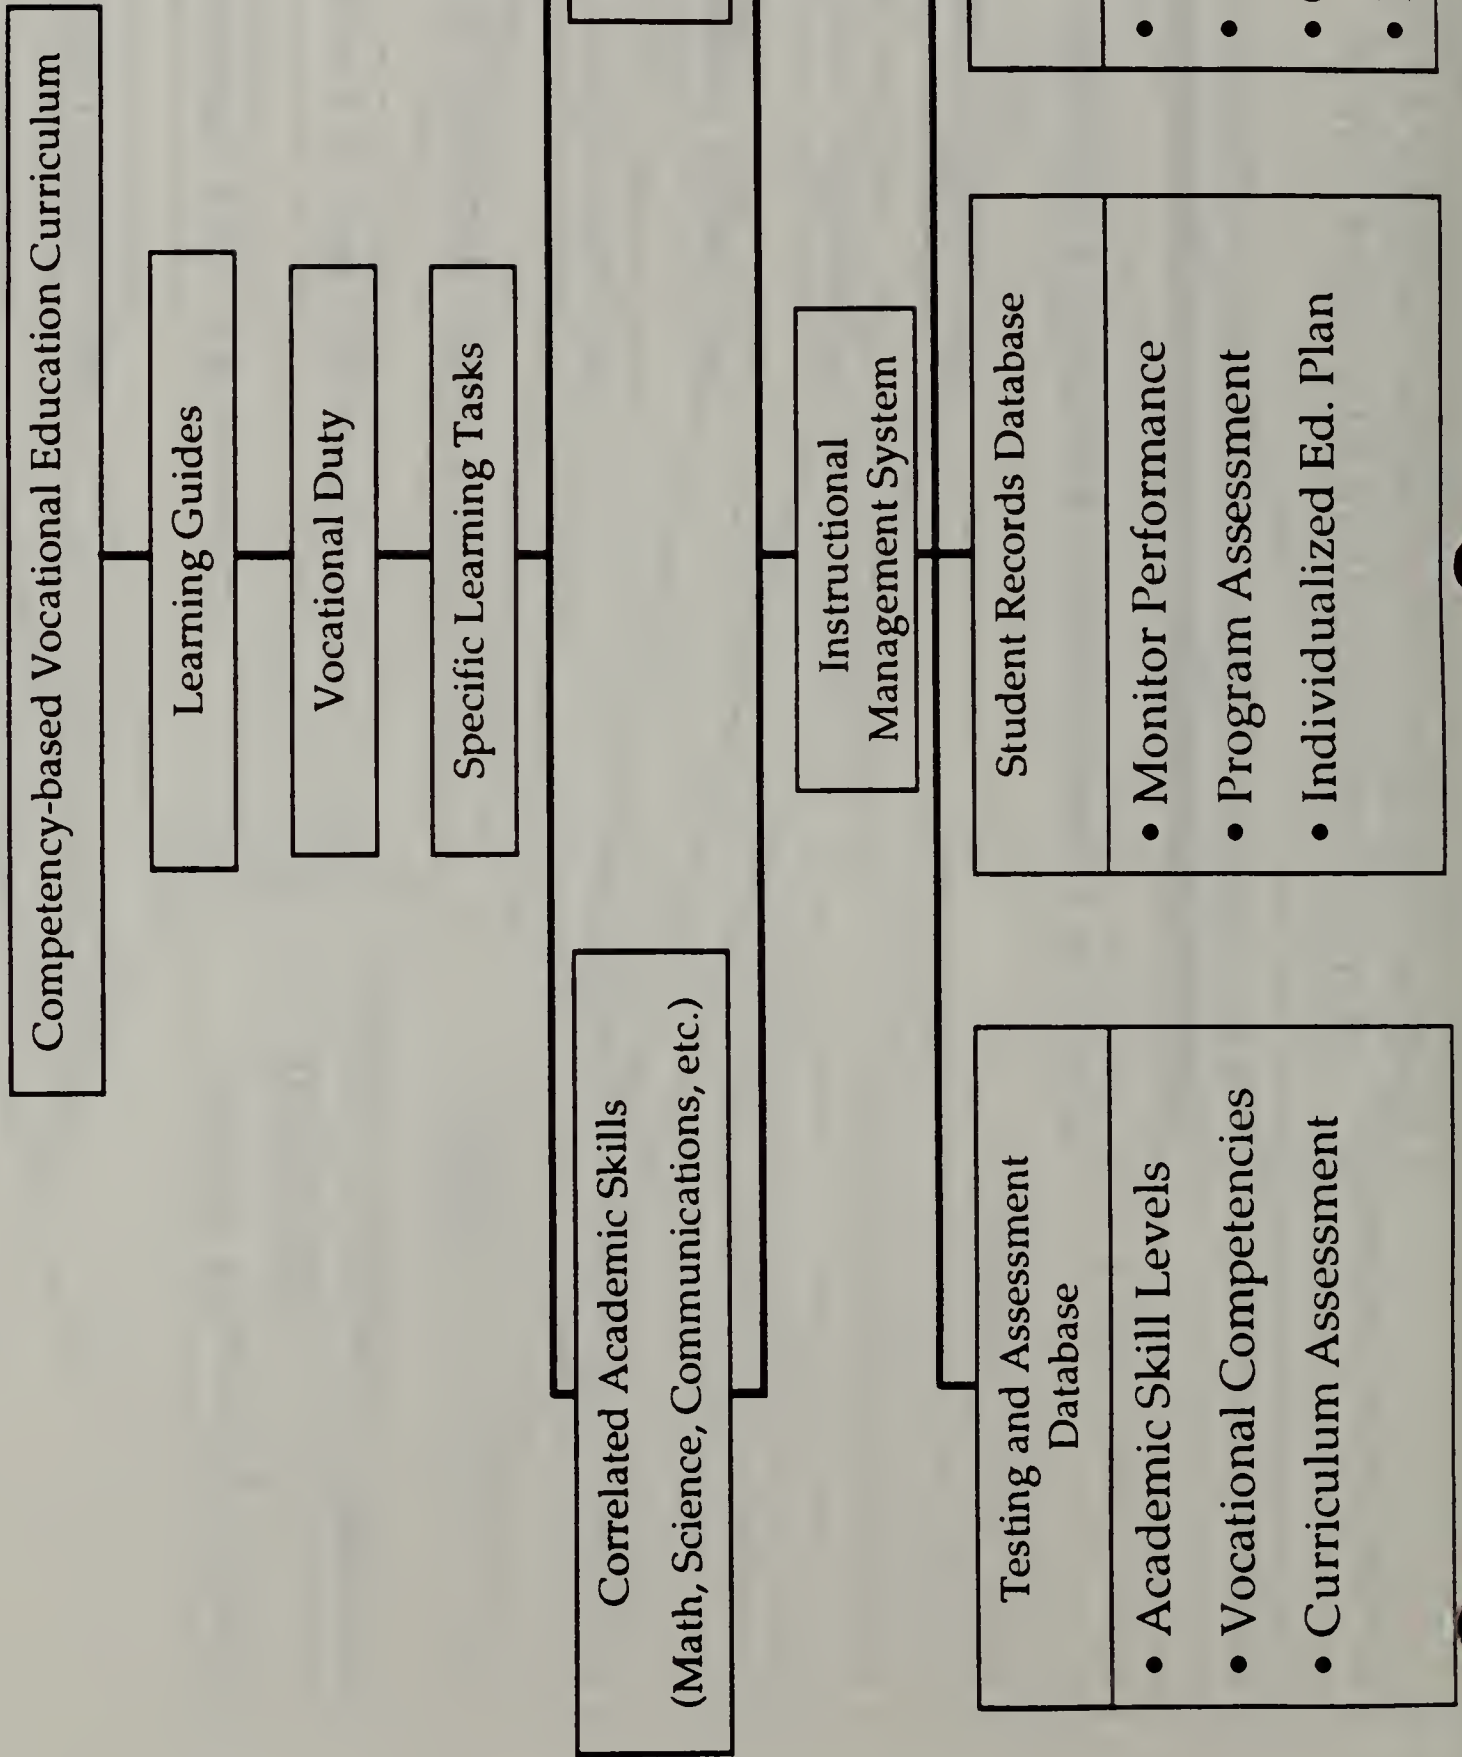 Competency-based Vocational Education Curriculum
Learning Guides
Vocational Duty
Specific Learning Tasks
Correlated Academic Skills
(Math, Science, Communications, etc.)
Instructional
Management System
Testing and Assessment
Database
• Academic Skill Levels
• Vocational Competencies
• Curriculum Assessment
Student Records Database
• Monitor Performance
• Program Assessment
• Individualized Ed. Plan